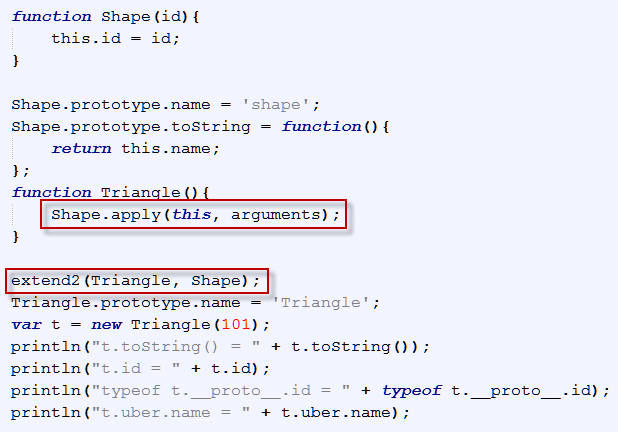 function Shape(id){
    this.id = id;
}

Shape.prototype.name = 'shape';
Shape.prototype.toString = function(){
    return this.name;
};
function Triangle(){
    Shape.apply(this, arguments);
}

extend2(Triangle, Shape);
Triangle.prototype.name = 'Triangle';
var t = new Triangle(101);
println("t.toString() = " + t.toString());
println("t.id = " + t.id);
println("typeof t.__proto__.id = " + typeof t.__proto__.id);
println("t.uber.name = " + t.uber.name);